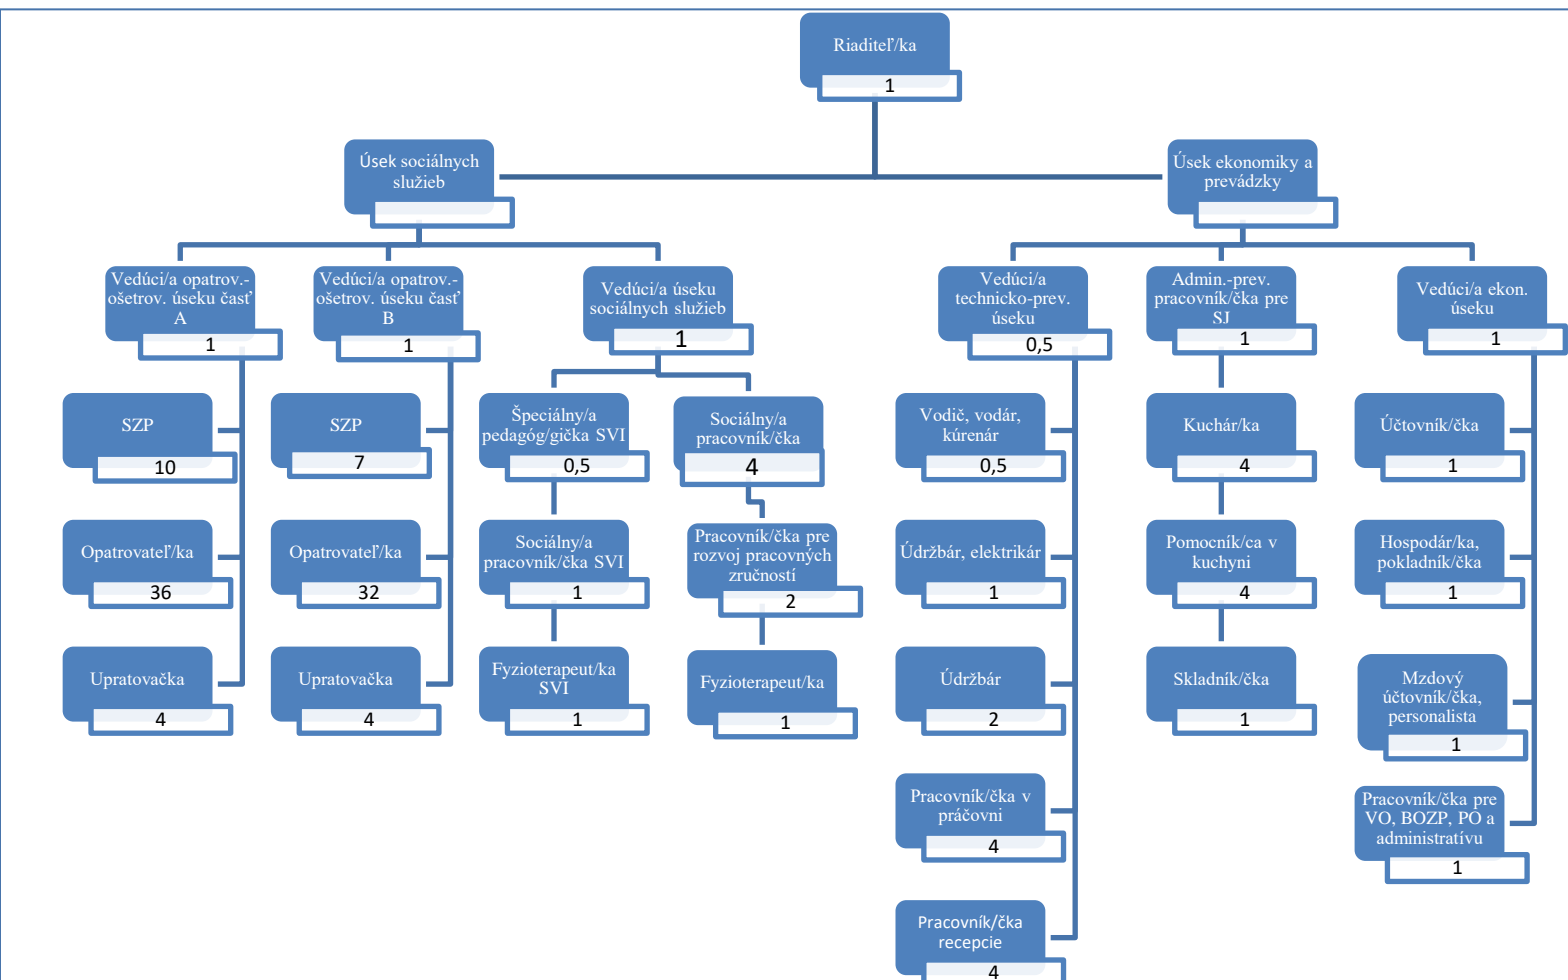 Riaditeľ/ka
1
Úsek sociálnych
služieb
Úsek ekonomiky a
prevádzky
Vedúci/a opatrov.-
ošetrov. úseku časť
A
1
Vedúci/a opatrov.-
ošetrov. úseku časť
B
1
Vedúci/a úseku
sociálnych služieb
1
Vedúci/a
technicko-prev.
úseku
0,5
Admin.-prev.
pracovník/čka pre
SJ
1
Vedúci/a ekon.
úseku
1
SZP
10
SZP
7
Špeciálny/a
pedagóg/gička SVI
0,5
Sociálny/a
pracovník/čka
4
Vodič, vodár,
kúrenár
0,5
Kuchár/ka
4
Účtovník/čka
1
Opatrovateľ/ka
36
Opatrovateľ/ka
32
Sociálny/a
pracovník/čka SVI
1
Pracovník/čka pre
rozvoj pracovných
zručností
2
Údržbár, elektrikár
1
Pomocník/ca v
kuchyni
4
Hospodár/ka,
pokladník/čka
1
Upratovačka
4
Upratovačka
4
Fyzioterapeut/ka
SVI
1
Fyzioterapeut/ka
1
Údržbár
2
Skladník/čka
1
Mzdový
účtovník/čka,
personalista
1
Pracovník/čka v
práčovni
4
Pracovník/čka pre
VO, BOZP, PO a
administratívu
1
Pracovník/čka
recepcie
4